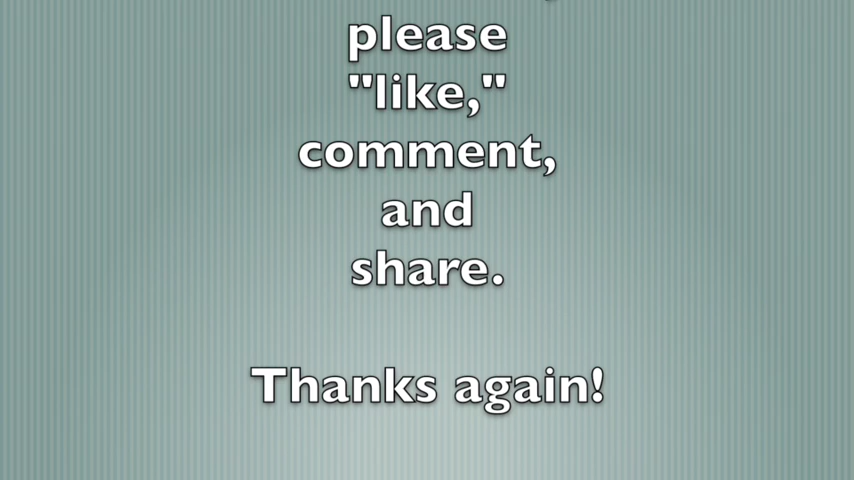 please
"like,"
comment,
and
share.
Thanks again!